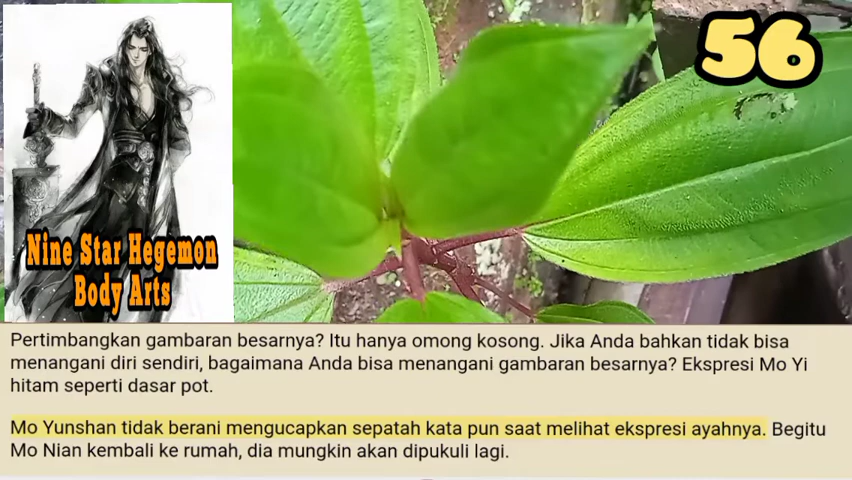 56
Nine Star Hegemon
Body Arts
Pertimbangkan gambaran besarnya? Itu hanya omong kosong. Jika Anda bahkan tidak bisa
menangani diri sendiri, bagaimana Anda bisa menangani gambaran besarnya? Ekspresi Mo Yi
hitam seperti dasar pot.
Mo Yunshan tidak berani mengucapkan sepatah kata pun saat melihat ekspresi ayahnya. Begitu
Mo Nian kembali ke rumah, dia mungkin akan dipukuli lagi.